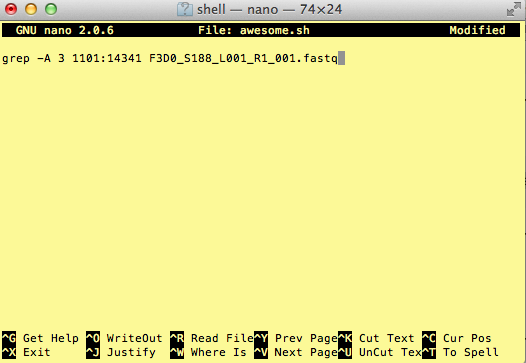 shell — nano — 74×24
GNU nano 2.0.6 File: awesome.sh Modified
grep -A 3 1101:14341 F3D0_S188_L001_R1_001.fastq
^G Get Help ^O WriteOut ^R Read File ^Y Prev Page ^K Cut Text ^C Cur Pos
^X Exit ^J Justify ^W Where Is ^V Next Page ^U UnCut Tex ^T To Spell